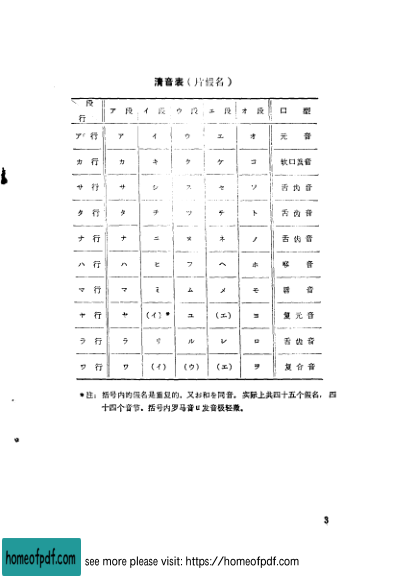 清音表（片假名）
段 ア 段 イ 段 ウ 段 エ 段 オ 段 口 型
行
ア 行 ア イ ウ エ オ 元 音
カ 行 カ キ ク ケ コ 软口盖音
サ 行 サ シ ス セ ソ 舌 齿 音
タ 行 タ チ ツ テ ト 舌 齿 音
ナ 行 ナ ニ ヌ ネ ノ 舌 齿 音
ハ 行 ハ ヒ フ ヘ ホ 喉 音
マ 行 マ ミ ム メ モ 唇 音
ヤ 行 ヤ (イ)* ユ (エ) ヨ 复 元 音
ラ 行 ラ リ ル レ ロ 舌 齿 音
ワ 行 ワ (イ) (ウ) (エ) ヲ 复 合 音
*注：括号内的假名是重复的。又お和を同音。实际上共四十五个假名，四
十四个音节。括号内罗马音u发音极轻微。
3
homeofpdf.com see more please visit: https://homeofpdf.com